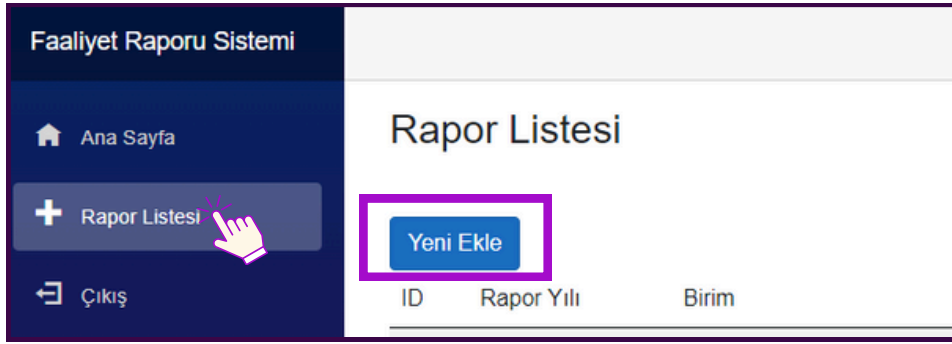 Faaliyet Raporu Sistemi
Ana Sayfa
Rapor Listesi
Çıkış
Rapor Listesi
Yeni Ekle
ID Rapor Yılı Birim